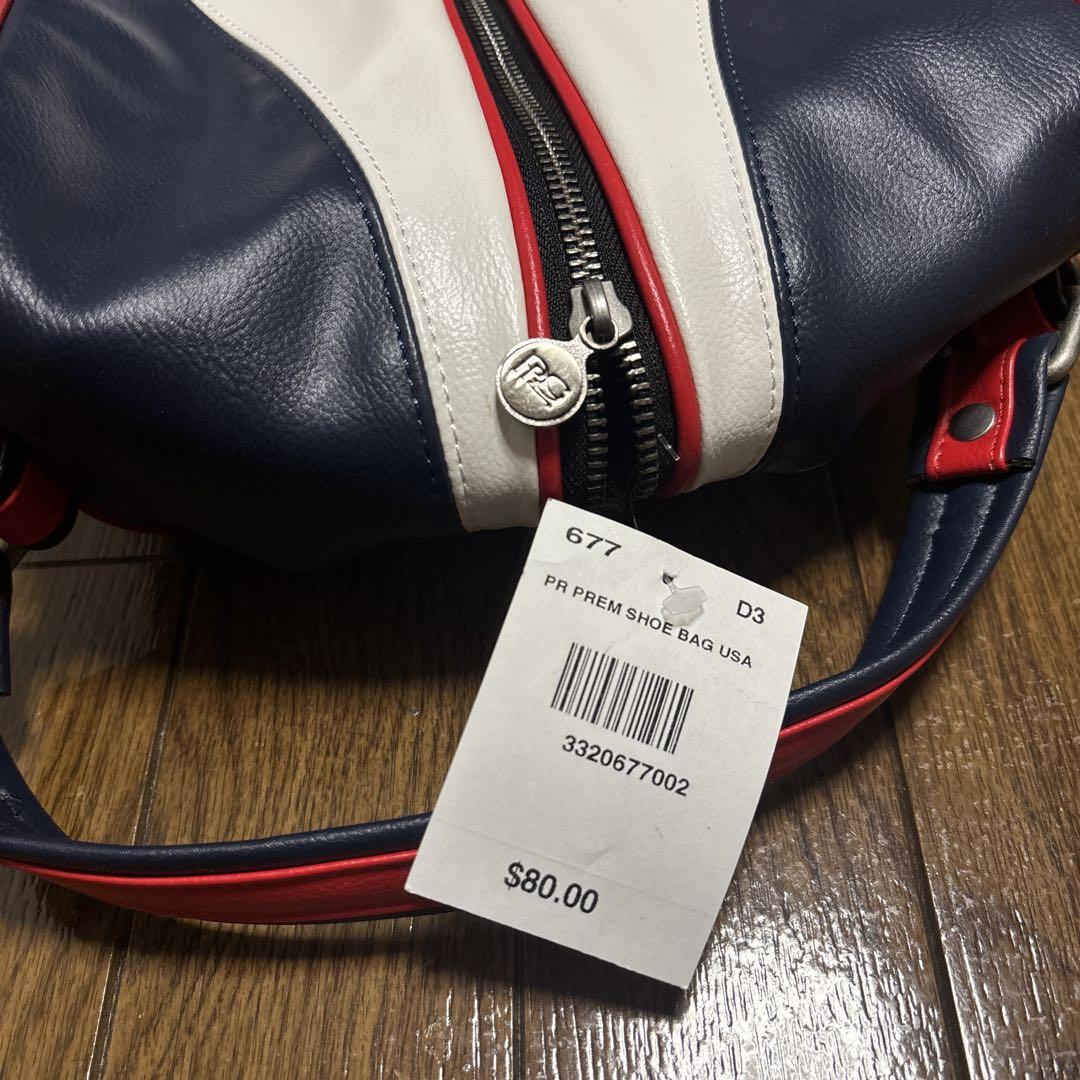 677
D3
PR PREM SHOE BAG USA
3320677002
$80.00